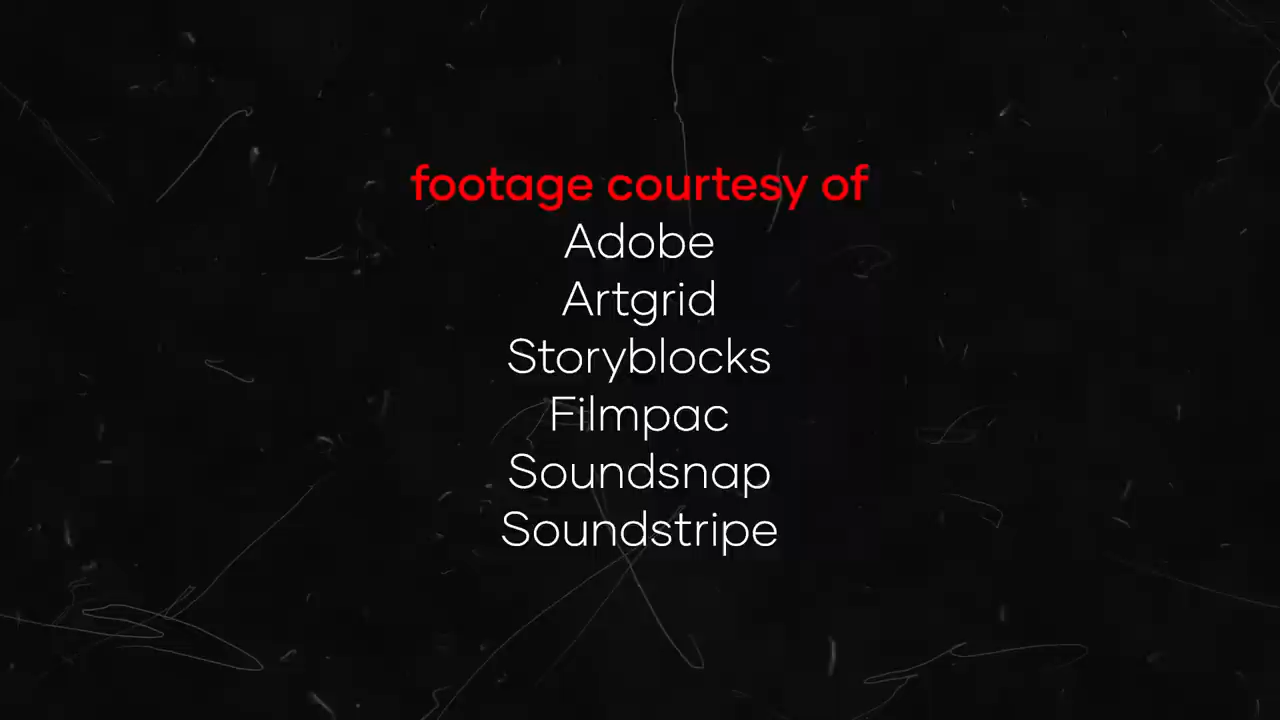 footage courtesy of
Adobe
Artgrid
Storyblocks
Filmpac
Soundsnap
Soundstripe